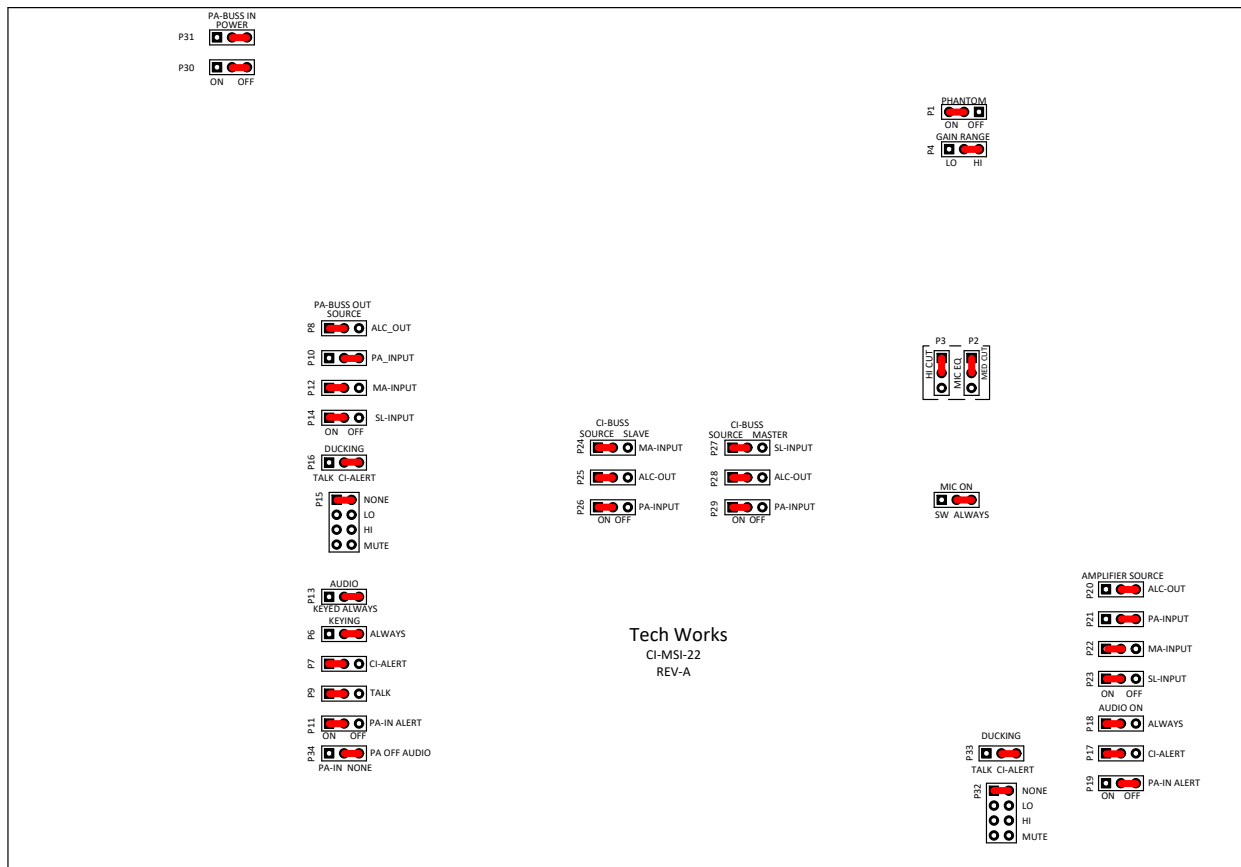 PA-BUSS IN
POWER
P31
P30
ON OFF
PHANTOM
P1
ON OFF
GAIN RANGE
P4
LO HI
PA-BUSS OUT
SOURCE
P8 ALC_OUT
P10 PA_INPUT
P12 MA-INPUT
P14 SL-INPUT
ON OFF
DUCKING
P16
TALK CI-ALERT
P15 NONE
LO
HI
MUTE
P3 P2
HI CUT MIC EQ MED CUT
CI-BUSS
SOURCE SLAVE
P24 MA-INPUT
P25 ALC-OUT
P26 PA-INPUT
ON OFF
CI-BUSS
SOURCE MASTER
P27 SL-INPUT
P28 ALC-OUT
P29 PA-INPUT
ON OFF
MIC ON
SW ALWAYS
AUDIO
P13
KEYED ALWAYS
KEYING
P6 ALWAYS
P7 CI-ALERT
P9 TALK
P11 PA-IN ALERT
ON OFF
P34 PA OFF AUDIO
PA-IN NONE
Tech Works
CI-MSI-22
REV-A
AMPLIFIER SOURCE
P20 ALC-OUT
P21 PA-INPUT
P22 MA-INPUT
P23 SL-INPUT
ON OFF
AUDIO ON
P18 ALWAYS
P17 CI-ALERT
P19 PA-IN ALERT
ON OFF
DUCKING
P33
TALK CI-ALERT
P32 NONE
LO
HI
MUTE